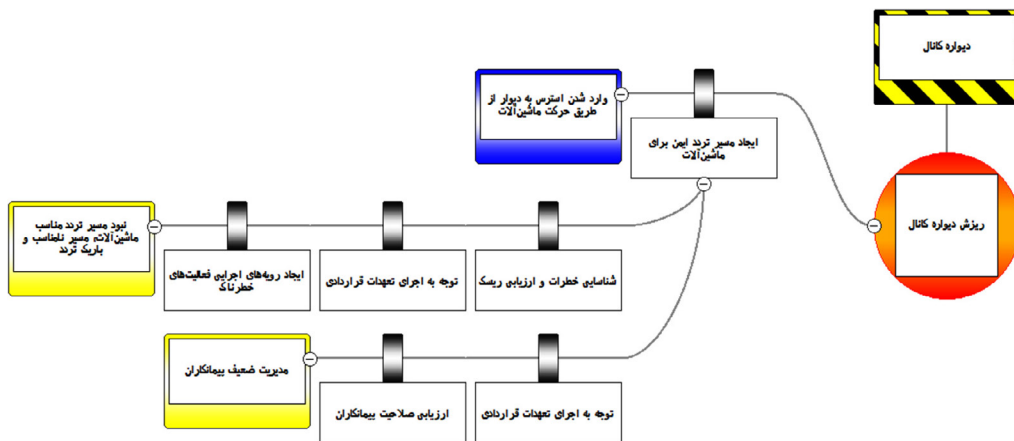 دیواره کانال
وارد شدن استرس به دیوار از
طریق حرکت ماشین‌آلات
ایجاد مسیر تردد ایمن برای
ماشین‌آلات
ریزش دیواره کانال
نبود مسیر تردد مناسب
ماشین‌آلات، مسیر نامناسب و
باریک تردد
ایجاد رویه‌های اجرایی فعالیت‌های
خطرناک
توجه به اجرای تعهدات قراردادی
شناسایی خطرات و ارزیابی ریسک
مدیریت ضعیف پیمانکاران
ارزیابی صلاحیت پیمانکاران
توجه به اجرای تعهدات قراردادی